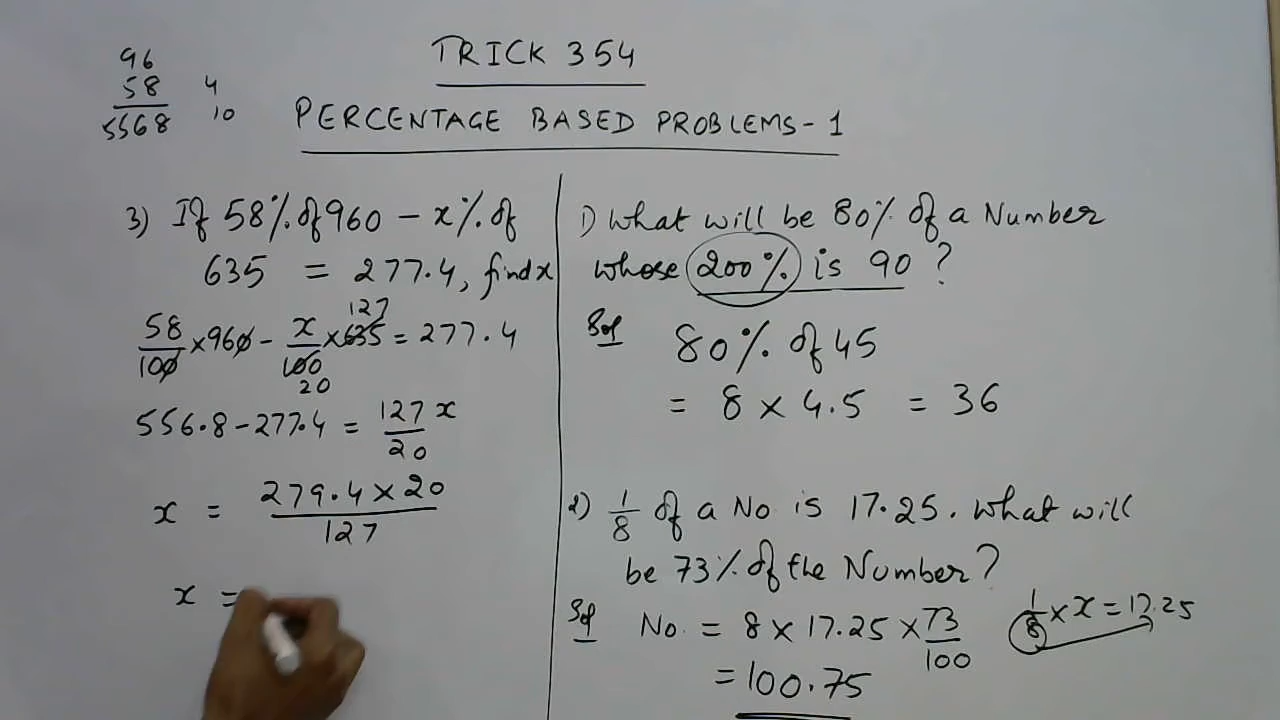 96
58
5568
4
10
TRICK 354
PERCENTAGE BASED PROBLEMS-1
3) If 58% of 960 - x% of
635 = 277.4, find x
58/100 × 960 - x/100 × 635 = 277.4
127
20
556.8 - 277.4 = 127/20 x
x = 279.4 × 20 / 127
x =
1) What will be 80% of a Number
whose 200% is 90 ?
Sol
80% of 45
= 8 × 4.5 = 36
2) 1/8 of a No is 17.25. What will
be 73% of the Number?
Sol
No. = 8 × 17.25 × 73/100
= 100.75
1/8 × x = 17.25